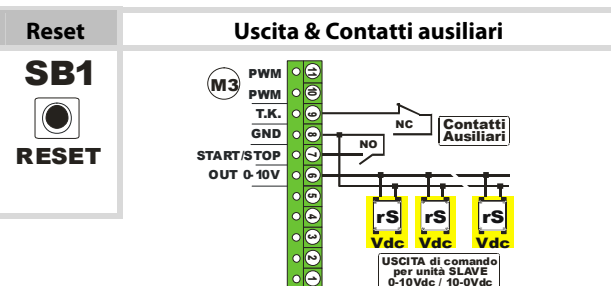 Reset
Uscita & Contatti ausiliari
SB1
RESET
M3
PWM
PWM
T.K.
GND
START/STOP
OUT 0-10V
11
10
9
8
7
6
5
4
3
2
1
NC
NO
Contatti
Ausiliari
rS
rS
rS
Vdc
Vdc
Vdc
USCITA di comando
per unità SLAVE
0-10Vdc / 10-0Vdc